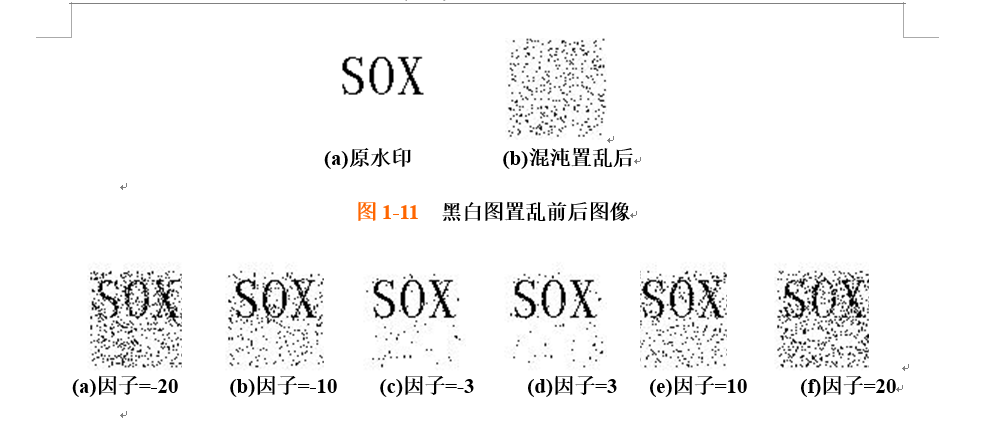 SOX
(a)原水印 (b)混沌置乱后
图 1-11 黑白图置乱前后图像
SOX SOX SOX SOX SOX SOX
(a)因子=-20 (b)因子=-10 (c)因子=-3 (d)因子=3 (e)因子=10 (f)因子=20